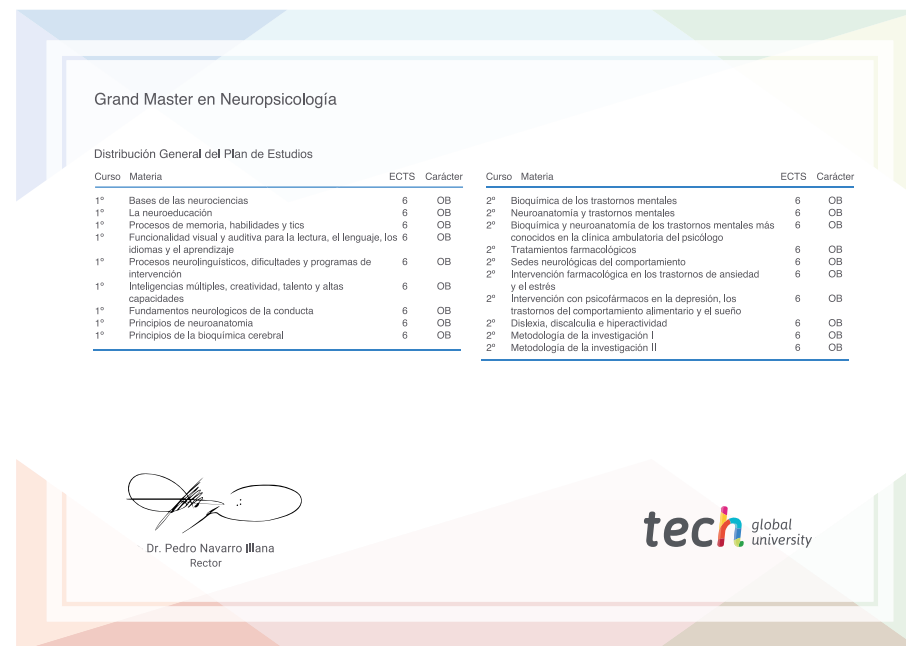 Grand Master en Neuropsicología
Distribución General del Plan de Estudios
Curso Materia ECTS Carácter
1º Bases de las neurociencias 6 OB
1º La neuroeducación 6 OB
1º Procesos de memoria, habilidades y tics 6 OB
1º Funcionalidad visual y auditiva para la lectura, el lenguaje, los 6 OB
idiomas y el aprendizaje
1º Procesos neurolinguísticos, dificultades y programas de 6 OB
intervención
1º Inteligencias múltiples, creatividad, talento y altas 6 OB
capacidades
1º Fundamentos neurologicos de la conducta 6 OB
1º Principios de neuroanatomia 6 OB
1º Principios de la bioquímica cerebral 6 OB
Curso Materia ECTS Carácter
2º Bioquímica de los trastornos mentales 6 OB
2º Neuroanatomía y trastornos mentales 6 OB
2º Bioquímica y neuroanatomía de los trastornos mentales más 6 OB
conocidos en la clínica ambulatoria del psicólogo
2º Tratamientos farmacológicos 6 OB
2º Sedes neurológicas del comportamiento 6 OB
2º Intervención farmacológica en los trastornos de ansiedad 6 OB
y el estrés
2º Intervención con psicofármacos en la depresión, los 6 OB
trastornos del comportamiento alimentario y el sueño
2º Dislexia, discalculia e hiperactividad 6 OB
2º Metodología de la investigación I 6 OB
2º Metodología de la investigación II 6 OB
Dr. Pedro Navarro Illana
Rector
tech global
university